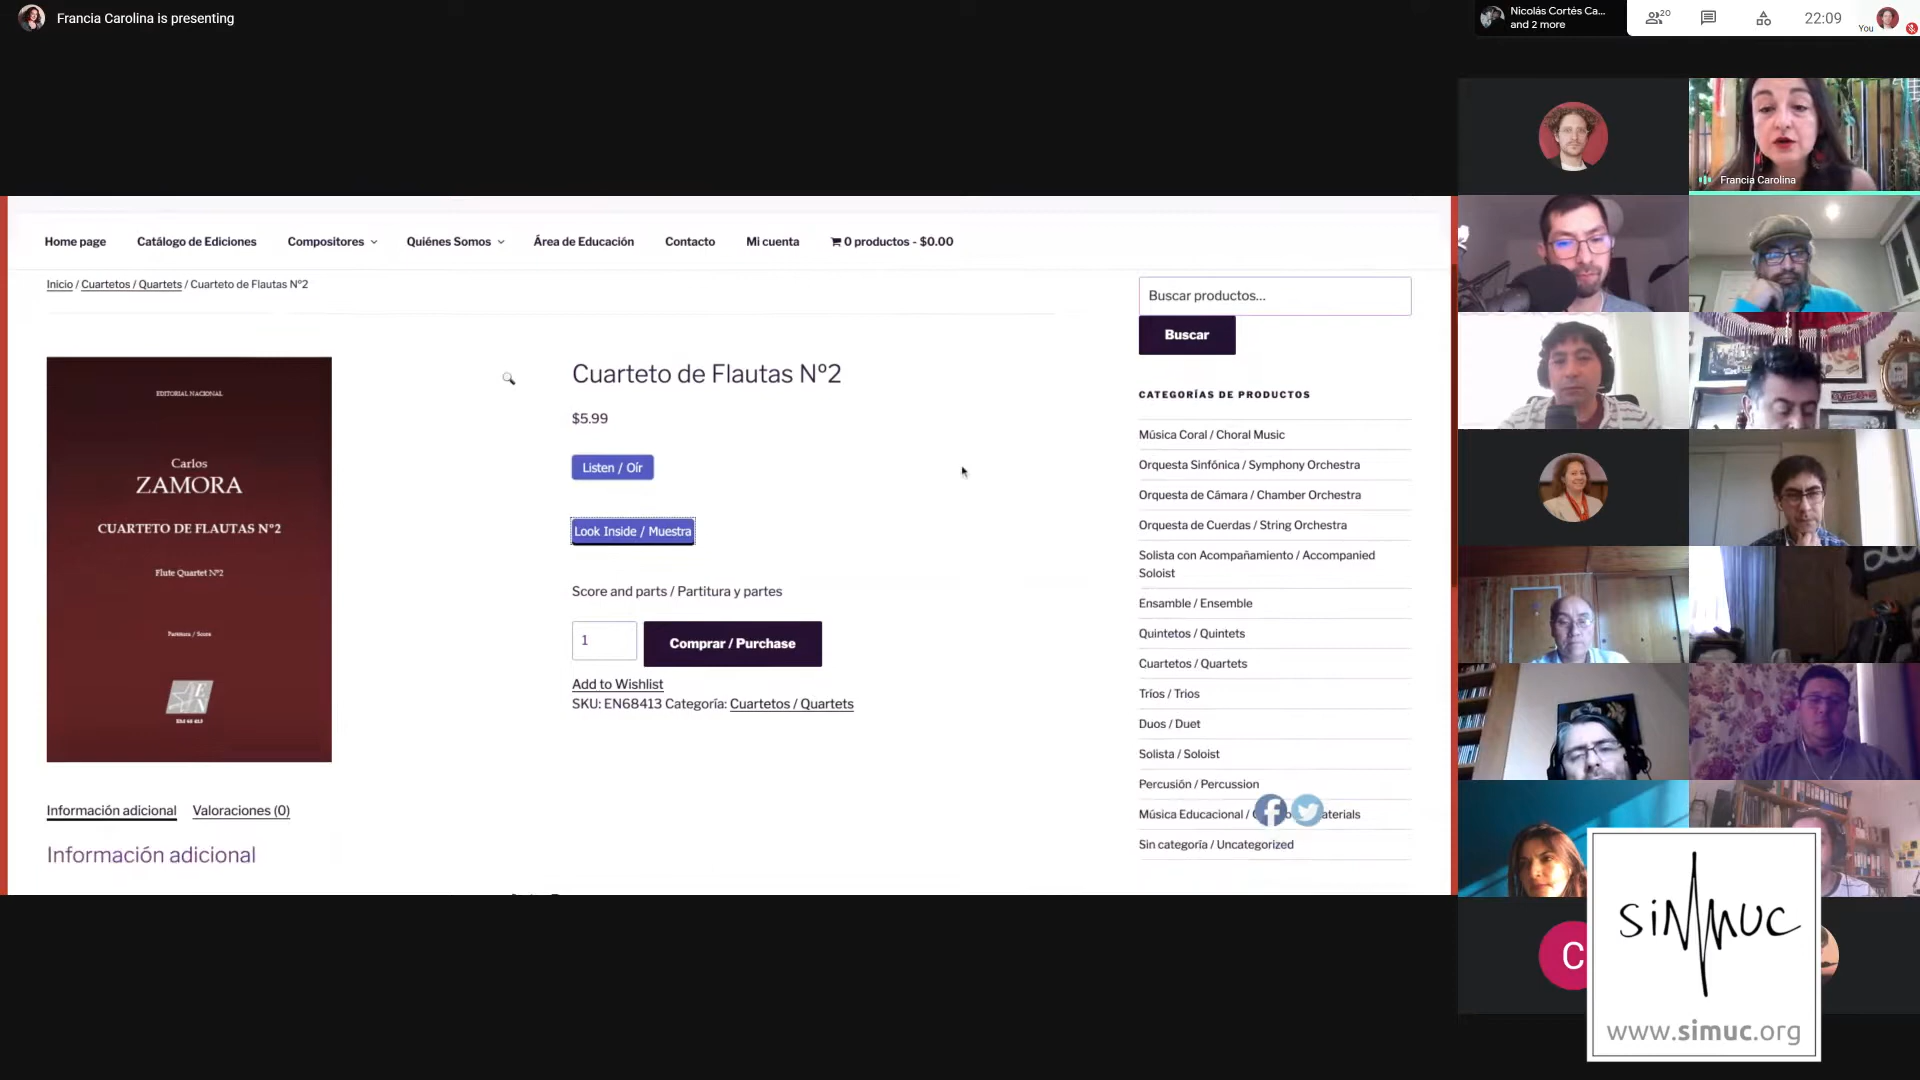 Francia Carolina is presenting
Nicolás Cortés Ca...
and 2 more
20
22:09
You
Francia Carolina
Home page
Catálogo de Ediciones
Compositores
Quiénes Somos
Área de Educación
Contacto
Mi cuenta
0 productos - $0.00
Inicio / Cuartetos / Quartets / Cuarteto de Flautas Nº2
EDITORIAL NACIONAL
Carlos
ZAMORA
CUARTETO DE FLAUTAS Nº2
Flute Quartet Nº2
Partitura / Score
E
N
Cuarteto de Flautas Nº2
$5.99
Listen / Oír
Look Inside / Muestra
Score and parts / Partitura y partes
1
Comprar / Purchase
Add to Wishlist
SKU: EN68413 Categoría: Cuartetos / Quartets
Información adicional
Valoraciones (0)
Información adicional
Buscar productos...
Buscar
CATEGORÍAS DE PRODUCTOS
Música Coral / Choral Music
Orquesta Sinfónica / Symphony Orchestra
Orquesta de Cámara / Chamber Orchestra
Orquesta de Cuerdas / String Orchestra
Solista con Acompañamiento / Accompanied
Soloist
Ensamble / Ensemble
Quintetos / Quintets
Cuartetos / Quartets
Tríos / Trios
Duos / Duet
Solista / Soloist
Percusión / Percussion
Música Educacional /
Sin categoría / Uncategorized
C
SIMUC
www.simuc.org